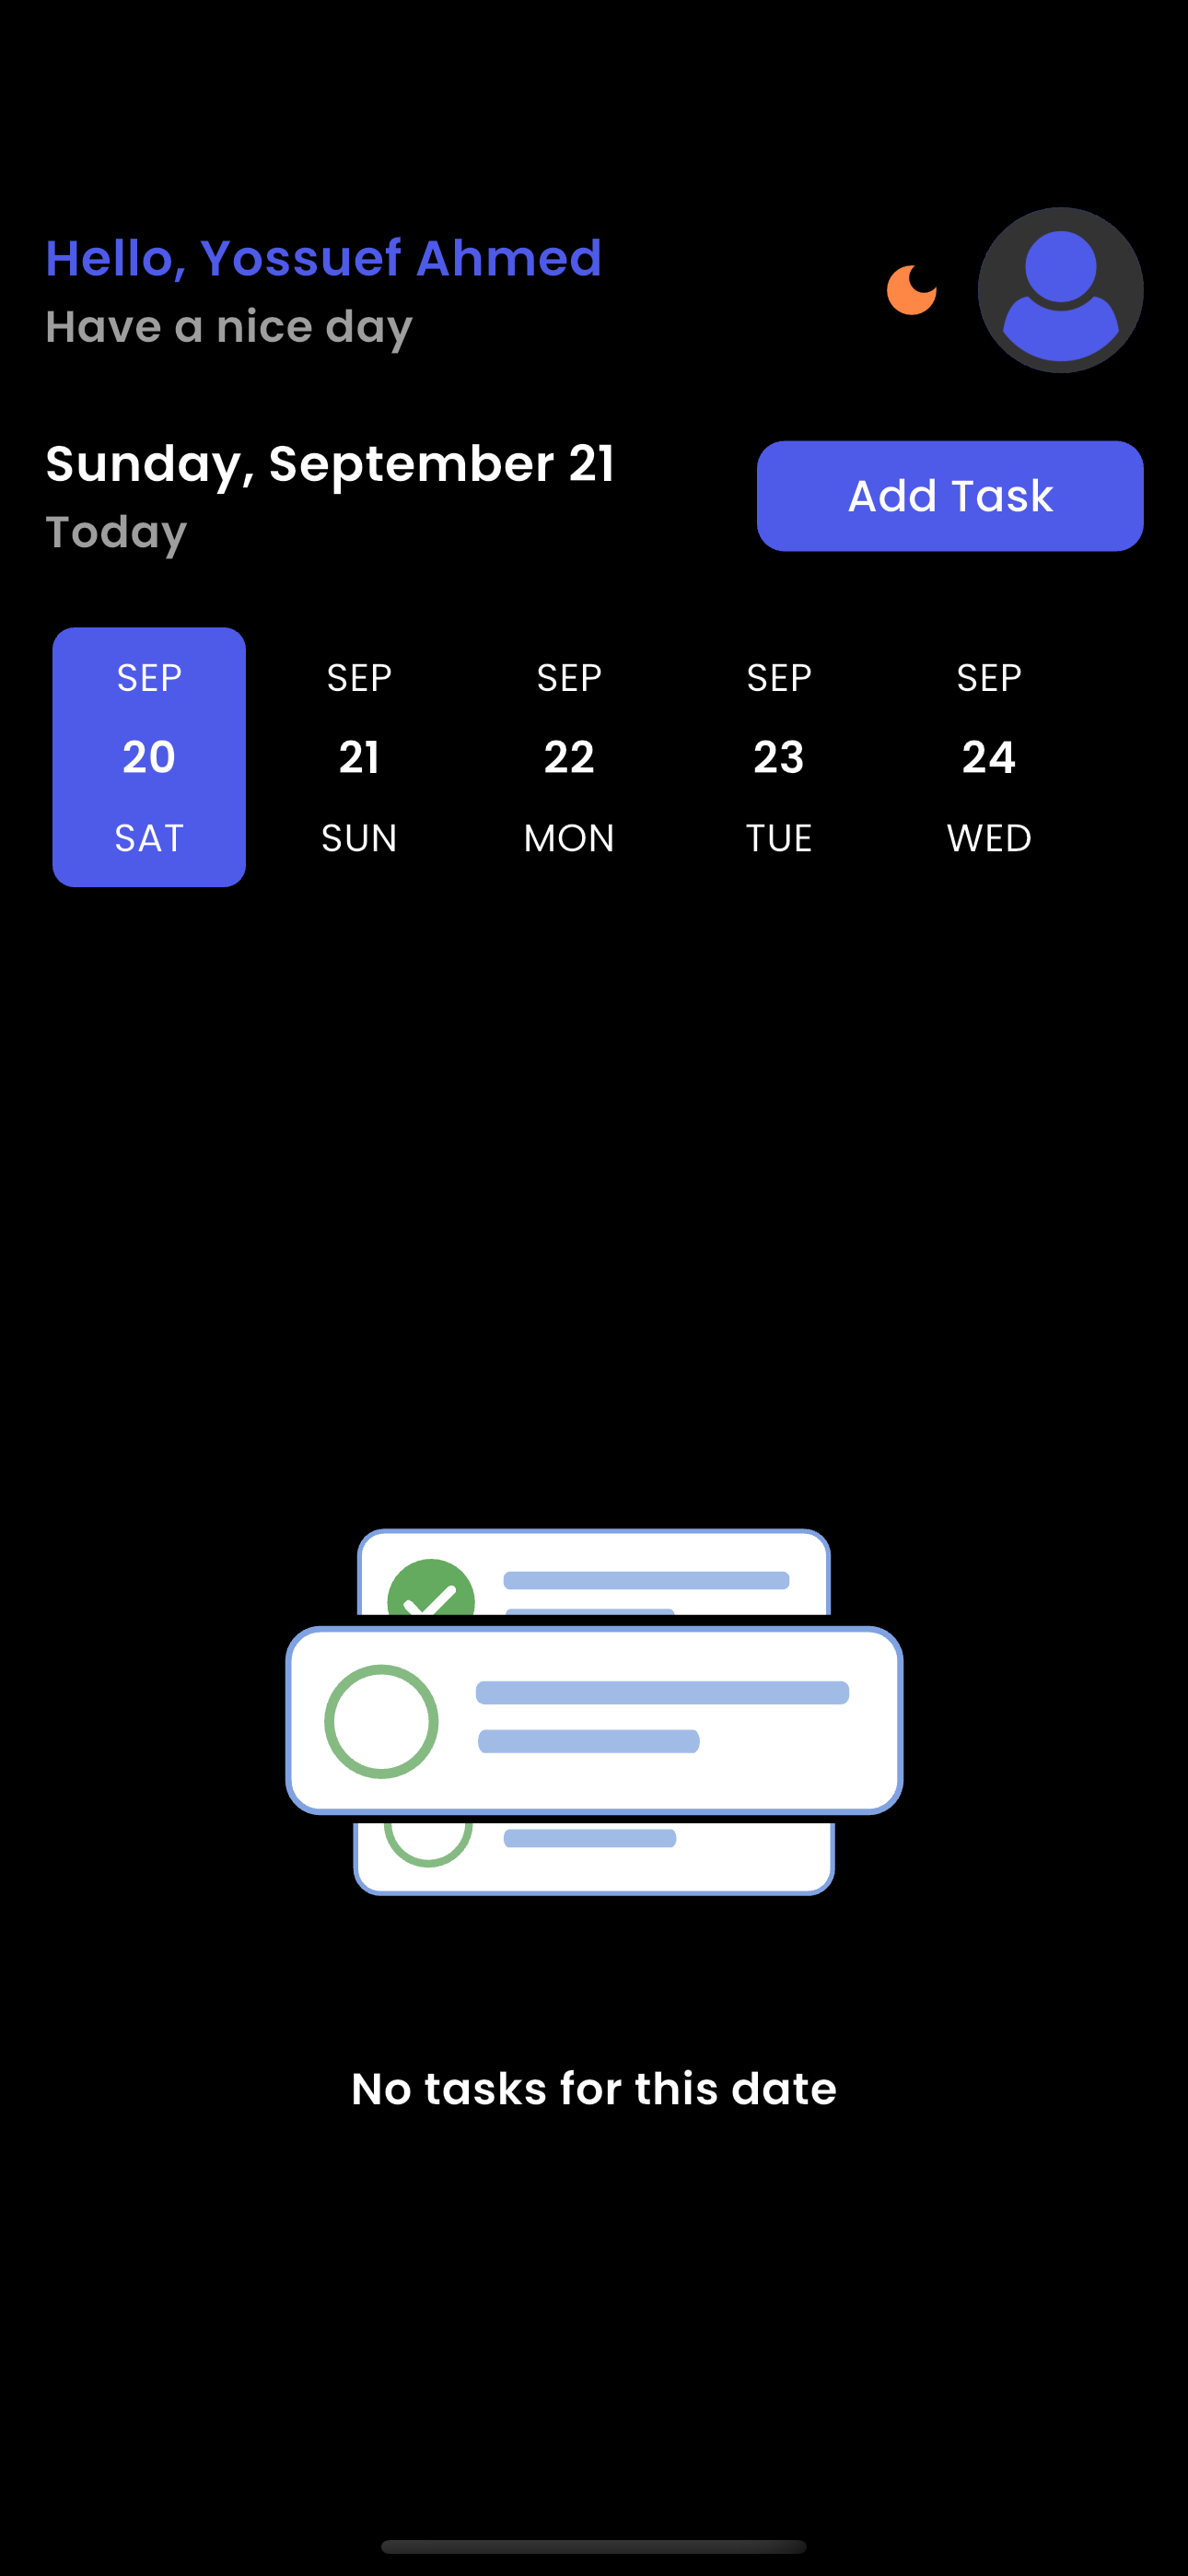 Hello, Yossuef Ahmed
Have a nice day
Sunday, September 21
Today
Add Task
SEP SEP SEP SEP SEP
20 21 22 23 24
SAT SUN MON TUE WED
No tasks for this date